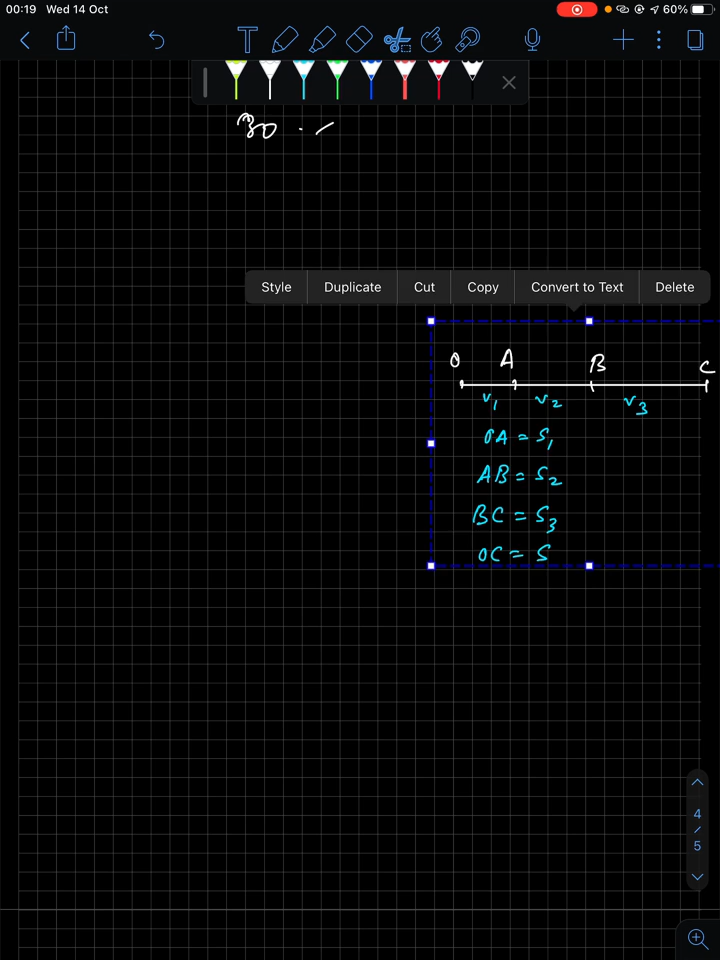 00:19 Wed 14 Oct
60%
T
30
Style Duplicate Cut Copy Convert to Text Delete
O A B C
v₁ v₂ v₃
OA = S₁
AB = S₂
BC = S₃
OC = S
4
/
5